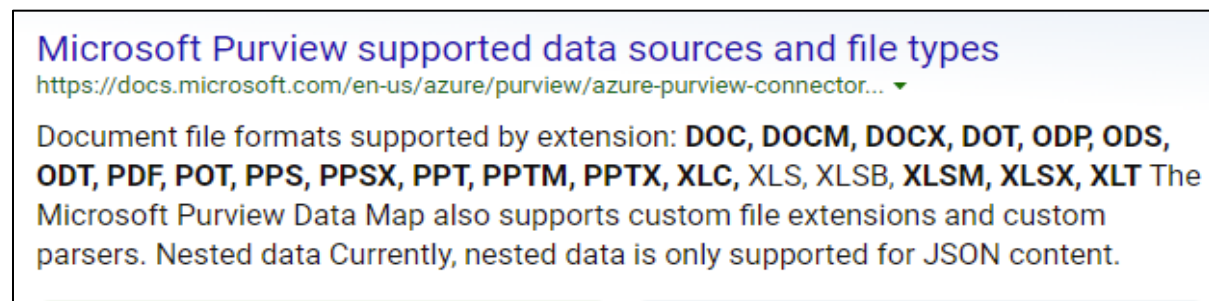 Microsoft Purview supported data sources and file types
https://docs.microsoft.com/en-us/azure/purview/azure-purview-connector...
Document file formats supported by extension: DOC, DOCM, DOCX, DOT, ODP, ODS,
ODT, PDF, POT, PPS, PPSX, PPT, PPTM, PPTX, XLC, XLS, XLSB, XLSM, XLSX, XLT The
Microsoft Purview Data Map also supports custom file extensions and custom
parsers. Nested data Currently, nested data is only supported for JSON content.